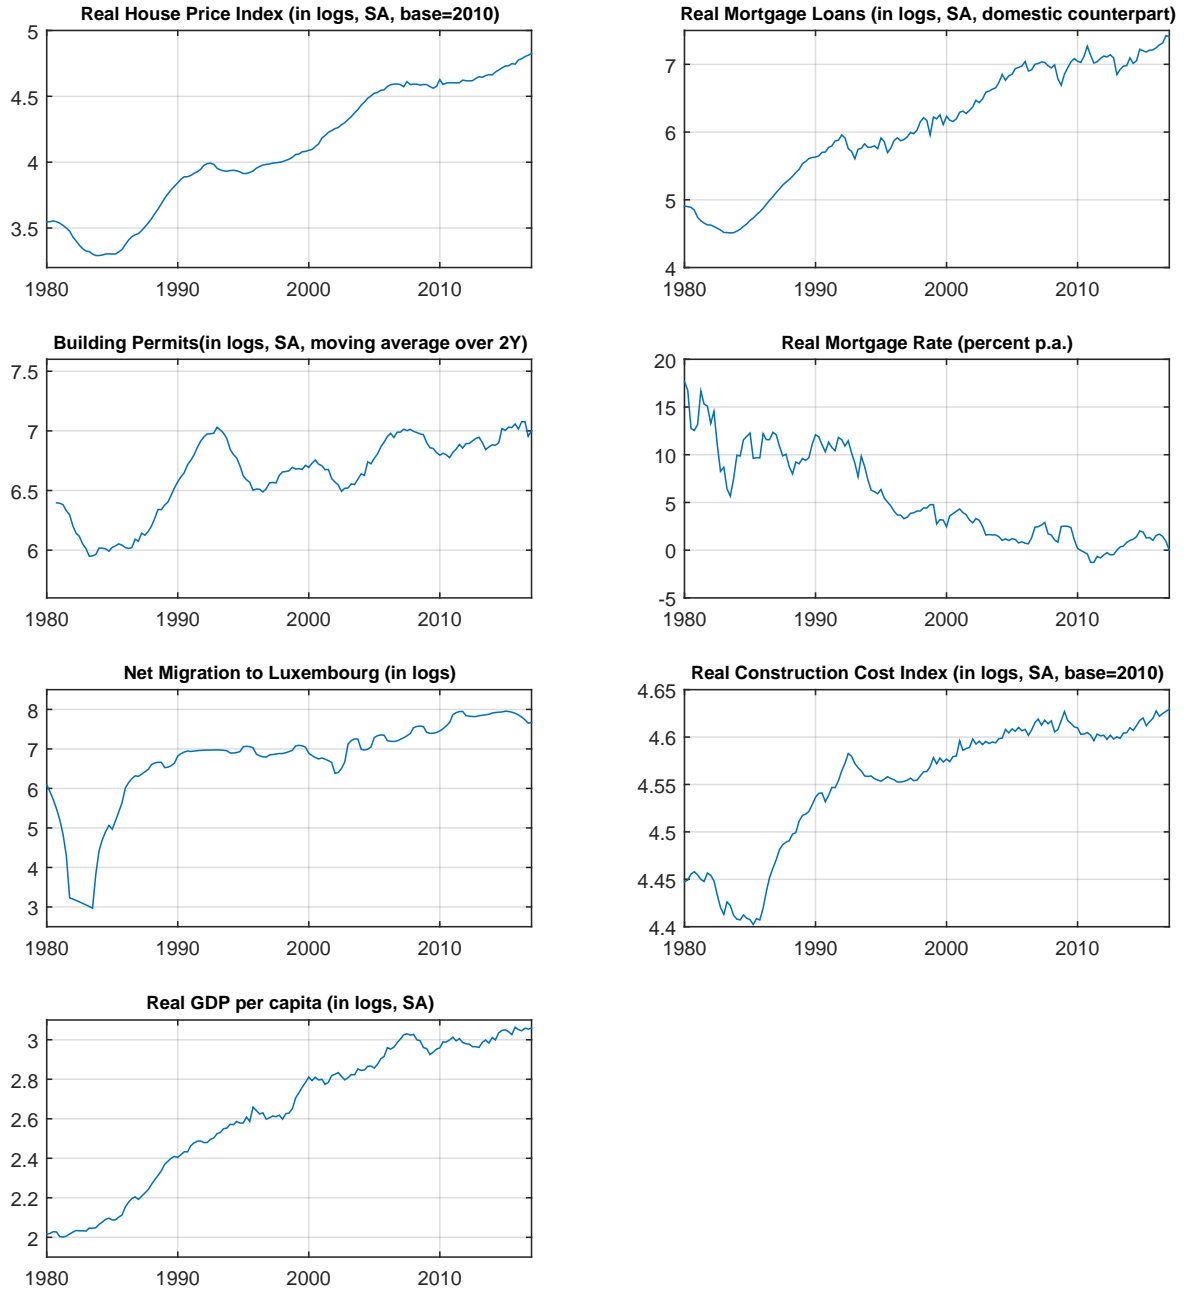 Real House Price Index (in logs, SA, base=2010)
5
4.5
4
3.5
1980 1990 2000 2010
Real Mortgage Loans (in logs, SA, domestic counterpart)
7
6
5
4
1980 1990 2000 2010
Building Permits(in logs, SA, moving average over 2Y)
7.5
7
6.5
6
1980 1990 2000 2010
Real Mortgage Rate (percent p.a.)
20
15
10
5
0
-5
1980 1990 2000 2010
Net Migration to Luxembourg (in logs)
8
7
6
5
4
3
1980 1990 2000 2010
Real Construction Cost Index (in logs, SA, base=2010)
4.65
4.6
4.55
4.5
4.45
4.4
1980 1990 2000 2010
Real GDP per capita (in logs, SA)
3
2.8
2.6
2.4
2.2
2
1980 1990 2000 2010